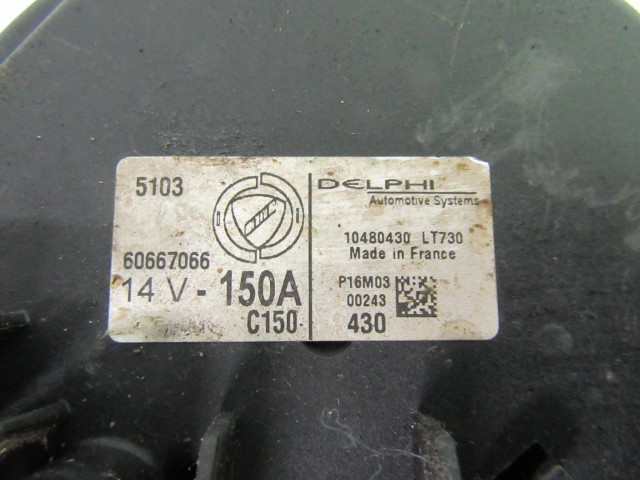 5103
60667066
14 V - 150A
C150
DELPHI
Automotive Systems
10480430 LT730
Made in France
P16M03
00243
430